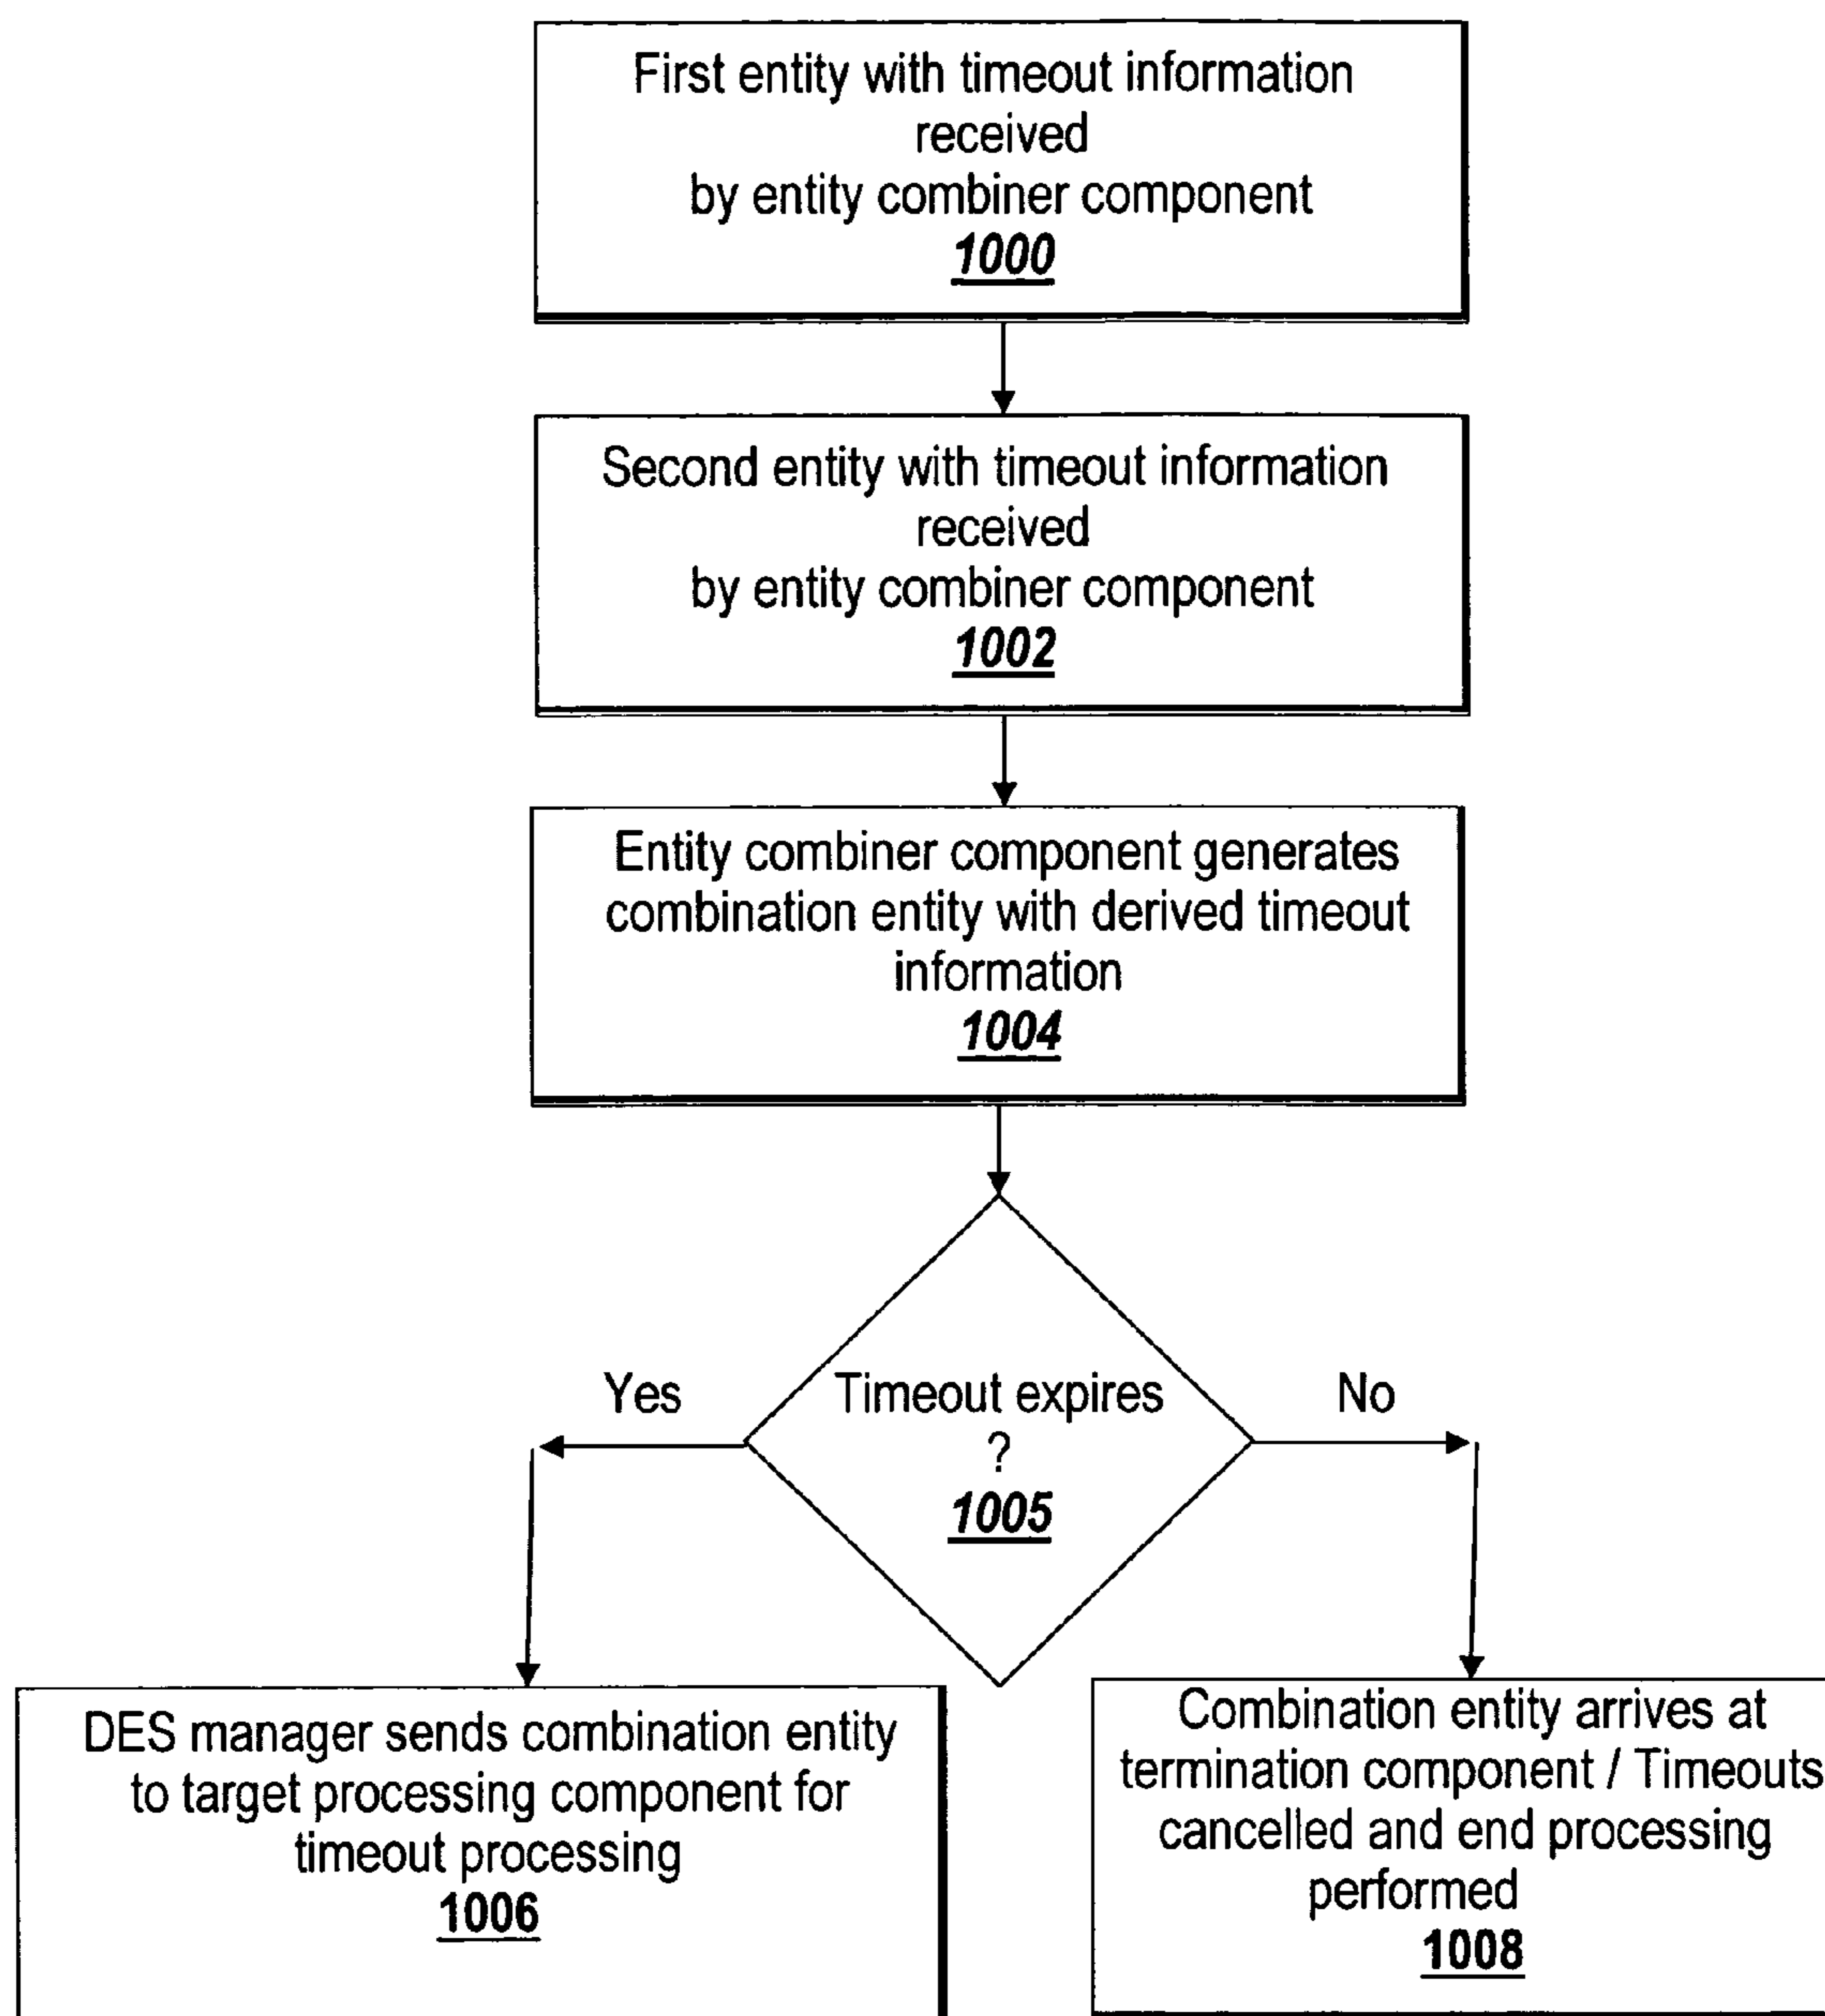 First entity with timeout information
received
by entity combiner component
1000
Second entity with timeout information
received
by entity combiner component
1002
Entity combiner component generates
combination entity with derived timeout
information
1004
Timeout expires
?
1005
Yes
No
DES manager sends combination entity
to target processing component for
timeout processing
1006
Combination entity arrives at
termination component / Timeouts
cancelled and end processing
performed
1008